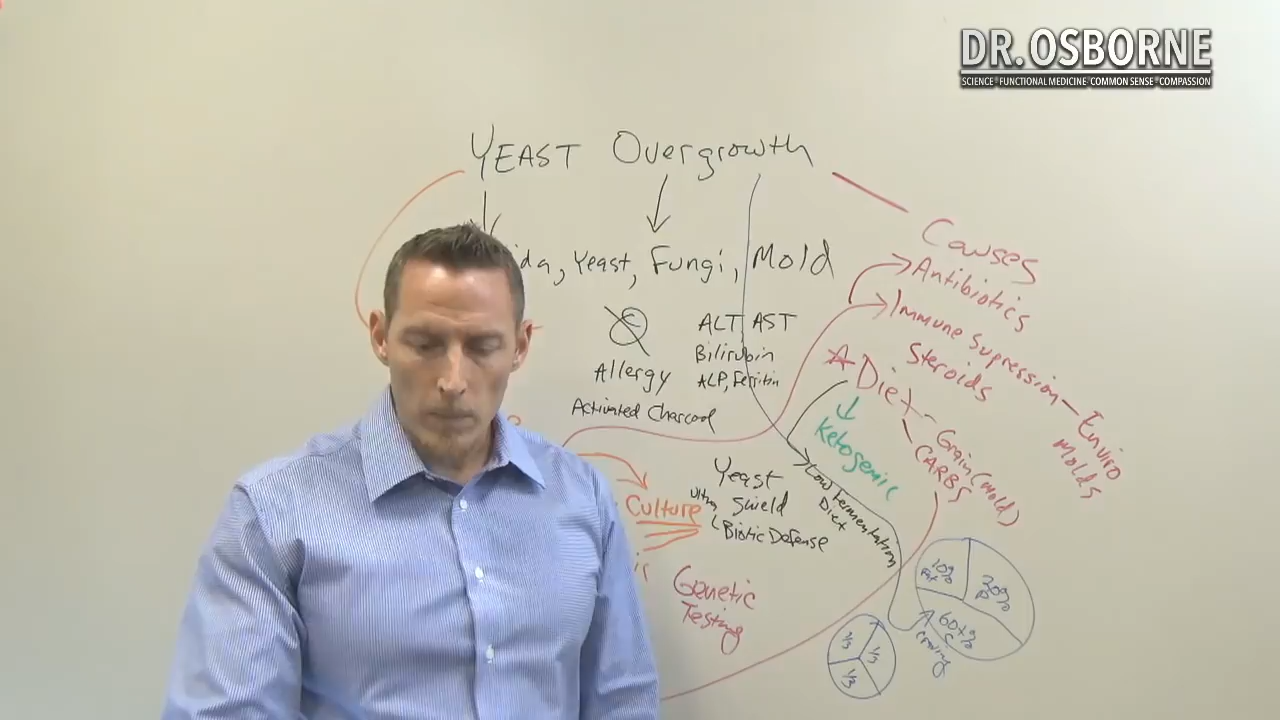 DR. OSBORNE
SCIENCE • FUNCTIONAL MEDICINE • COMMON SENSE • COMPASSION
YEAST Overgrowth
ida, Yeast, Fungi, Mold
Causes
Antibiotics
Immune Supression - Enviro
Molds
Steroids
Diet - Grain (mold)
CARBS
Ketogenic
C
Allergy
Activated Charcoal
ALT AST
Bilirubin
ALP, Ferritin
Yeast
Ultra Shield
Biotic Defense
Culture
Genetic
Testing
Low Fermentation
Diet
10%
Fat
30%
P
60+%
C
craving
1/3
1/3
1/3